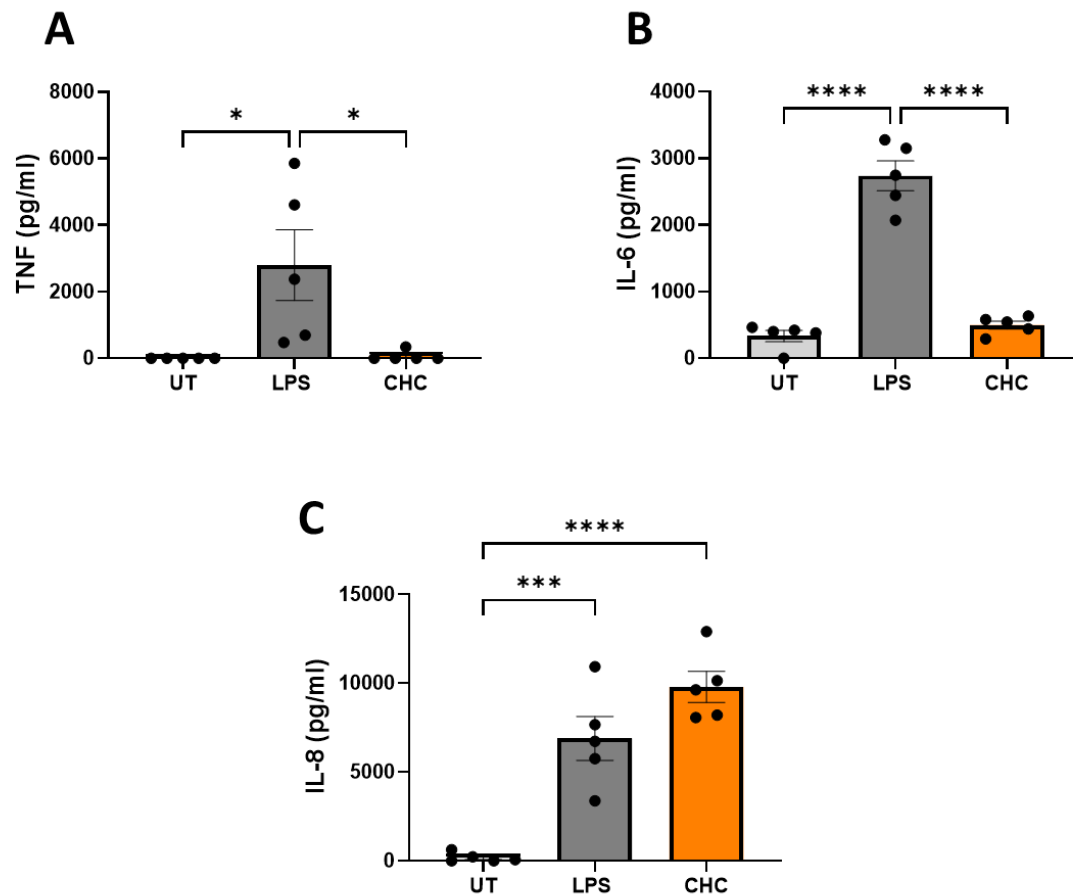 A
TNF (pg/ml)
8000
6000
4000
2000
0
*
*
UT
LPS
CHC
B
IL-6 (pg/ml)
4000
3000
2000
1000
0
****
****
UT
LPS
CHC
C
IL-8 (pg/ml)
15000
10000
5000
0
****
***
UT
LPS
CHC